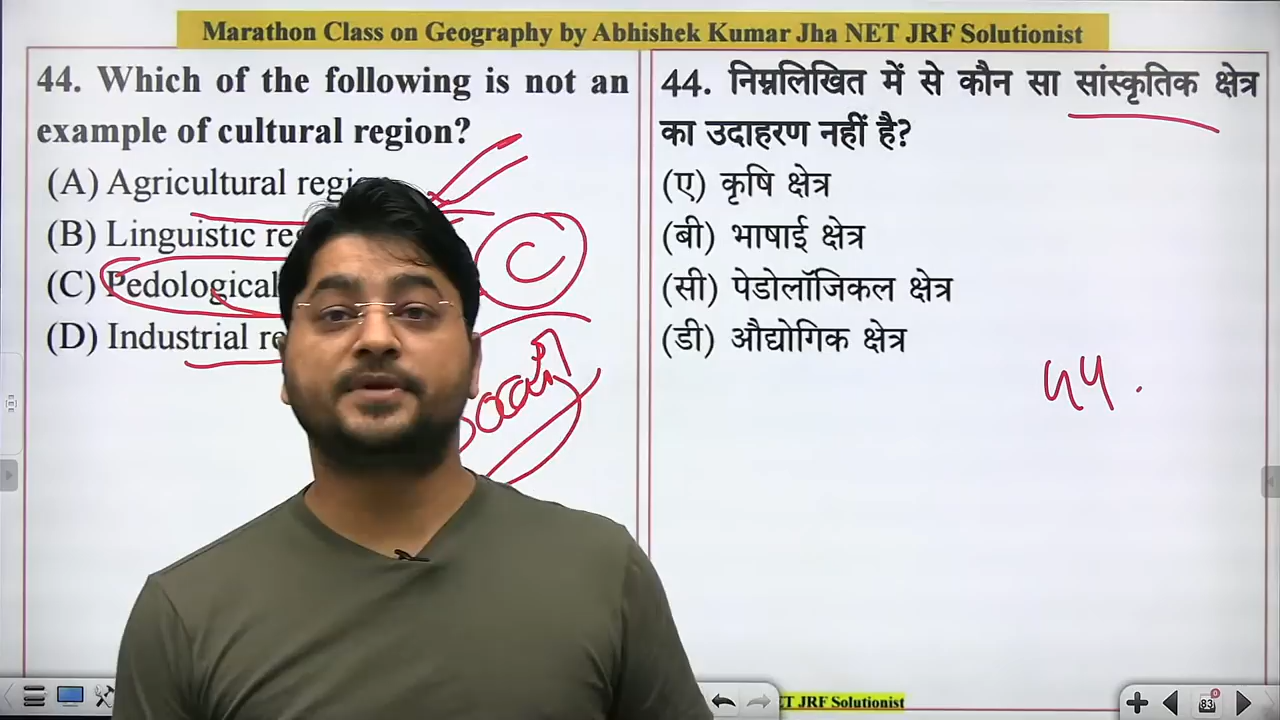 Marathon Class on Geography by Abhishek Kumar Jha NET JRF Solutionist
44. Which of the following is not an
example of cultural region?
(A) Agricultural
(B) Linguistic
(C) Pedological
(D) Industrial
44. निम्नलिखित में से कौन सा सांस्कृतिक क्षेत्र
का उदाहरण नहीं है?
(ए) कृषि क्षेत्र
(बी) भाषाई क्षेत्र
(सी) पेडोलॉजिकल क्षेत्र
(डी) औद्योगिक क्षेत्र
C
JRF Solutionist
83